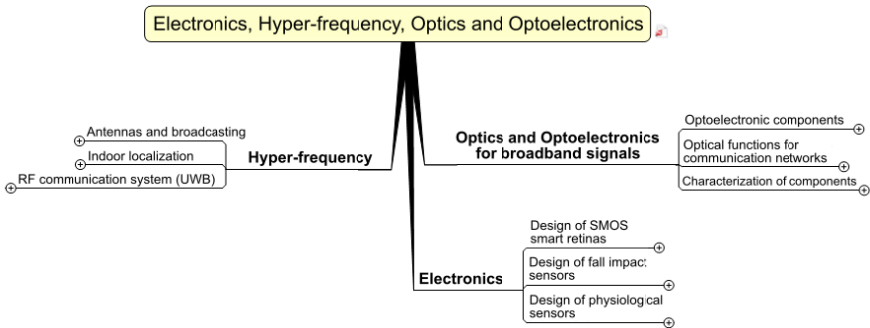 Electronics, Hyper-frequency, Optics and Optoelectronics
Antennas and broadcasting
Indoor localization
RF communication system (UWB)
Hyper-frequency
Optics and Optoelectronics
for broadband signals
Optoelectronic components
Optical functions for
communication networks
Characterization of components
Electronics
Design of SMOS
smart retinas
Design of fall impact
sensors
Design of physiological
sensors